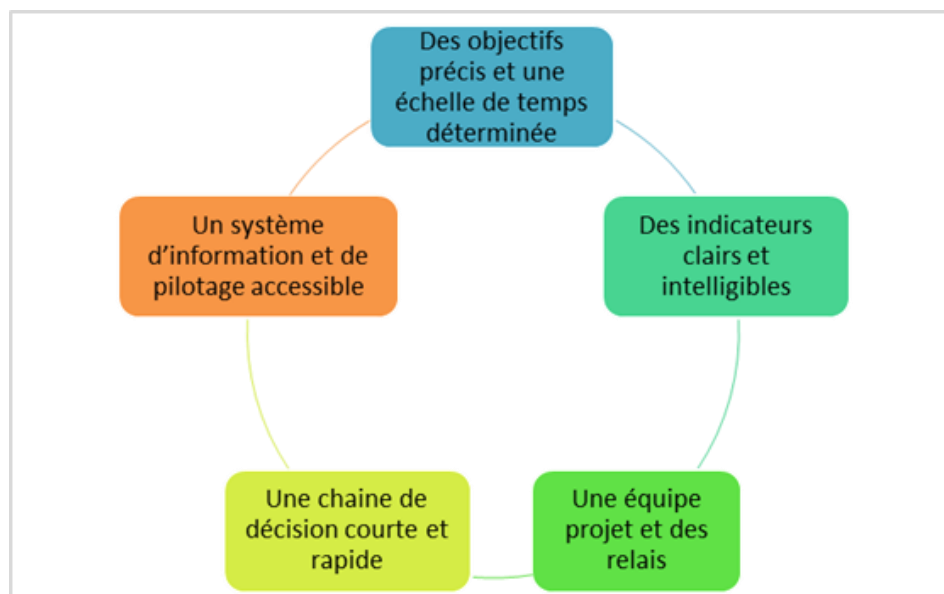 Des objectifs
précis et une
échelle de temps
déterminée
Des indicateurs
clairs et
intelligibles
Une équipe
projet et des
relais
Une chaine de
décision courte et
rapide
Un système
d’information et de
pilotage accessible